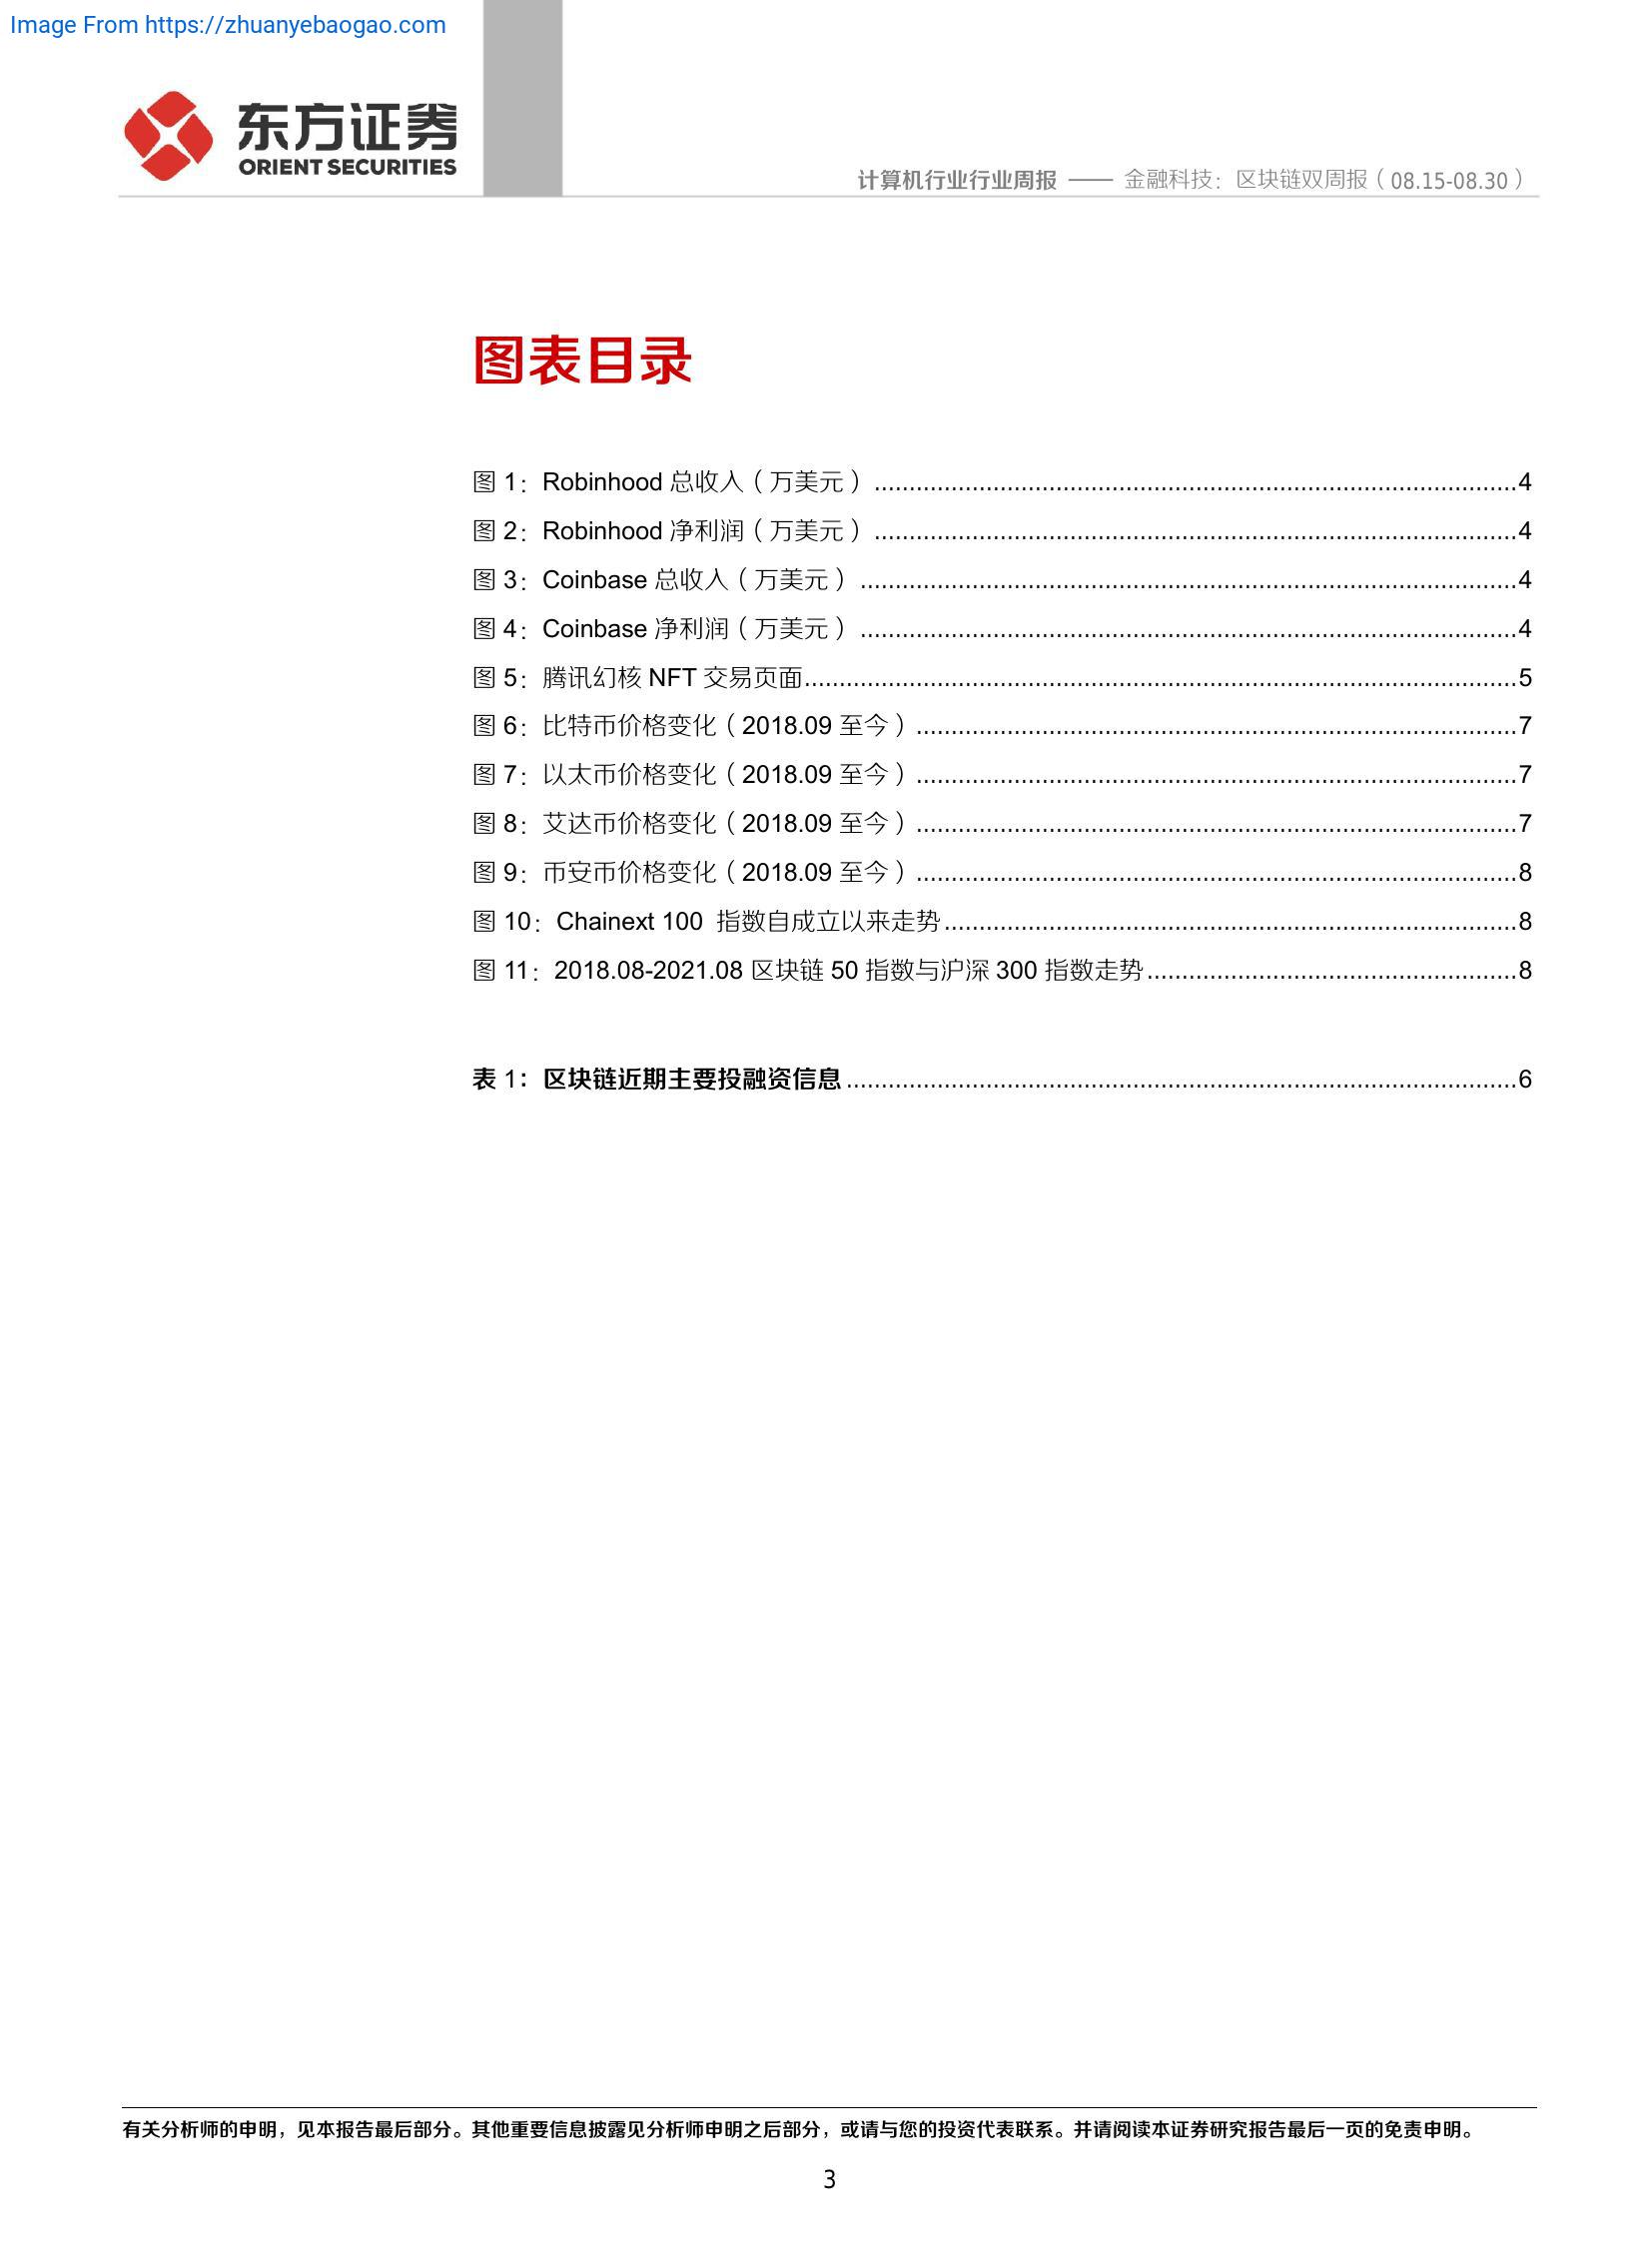 Image From https://zhuanyebaogao.com
东方证券
ORIENT SECURITIES
计算机行业行业周报 —— 金融科技：区块链双周报（08.15-08.30）
图表目录
图 1：Robinhood 总收入（万美元）..........................................................................................4
图 2：Robinhood 净利润（万美元）..........................................................................................4
图 3：Coinbase 总收入（万美元）............................................................................................4
图 4：Coinbase 净利润（万美元）............................................................................................4
图 5：腾讯幻核 NFT 交易页面....................................................................................................5
图 6：比特币价格变化（2018.09 至今）....................................................................................7
图 7：以太币价格变化（2018.09 至今）....................................................................................7
图 8：艾达币价格变化（2018.09 至今）....................................................................................7
图 9：币安币价格变化（2018.09 至今）....................................................................................8
图 10：Chainext 100 指数自成立以来走势................................................................................8
图 11：2018.08-2021.08 区块链 50 指数与沪深 300 指数走势....................................................8
表 1：区块链近期主要投融资信息..............................................................................................6
有关分析师的申明，见本报告最后部分。其他重要信息披露见分析师申明之后部分，或请与您的投资代表联系。并请阅读本证券研究报告最后一页的免责申明。
3